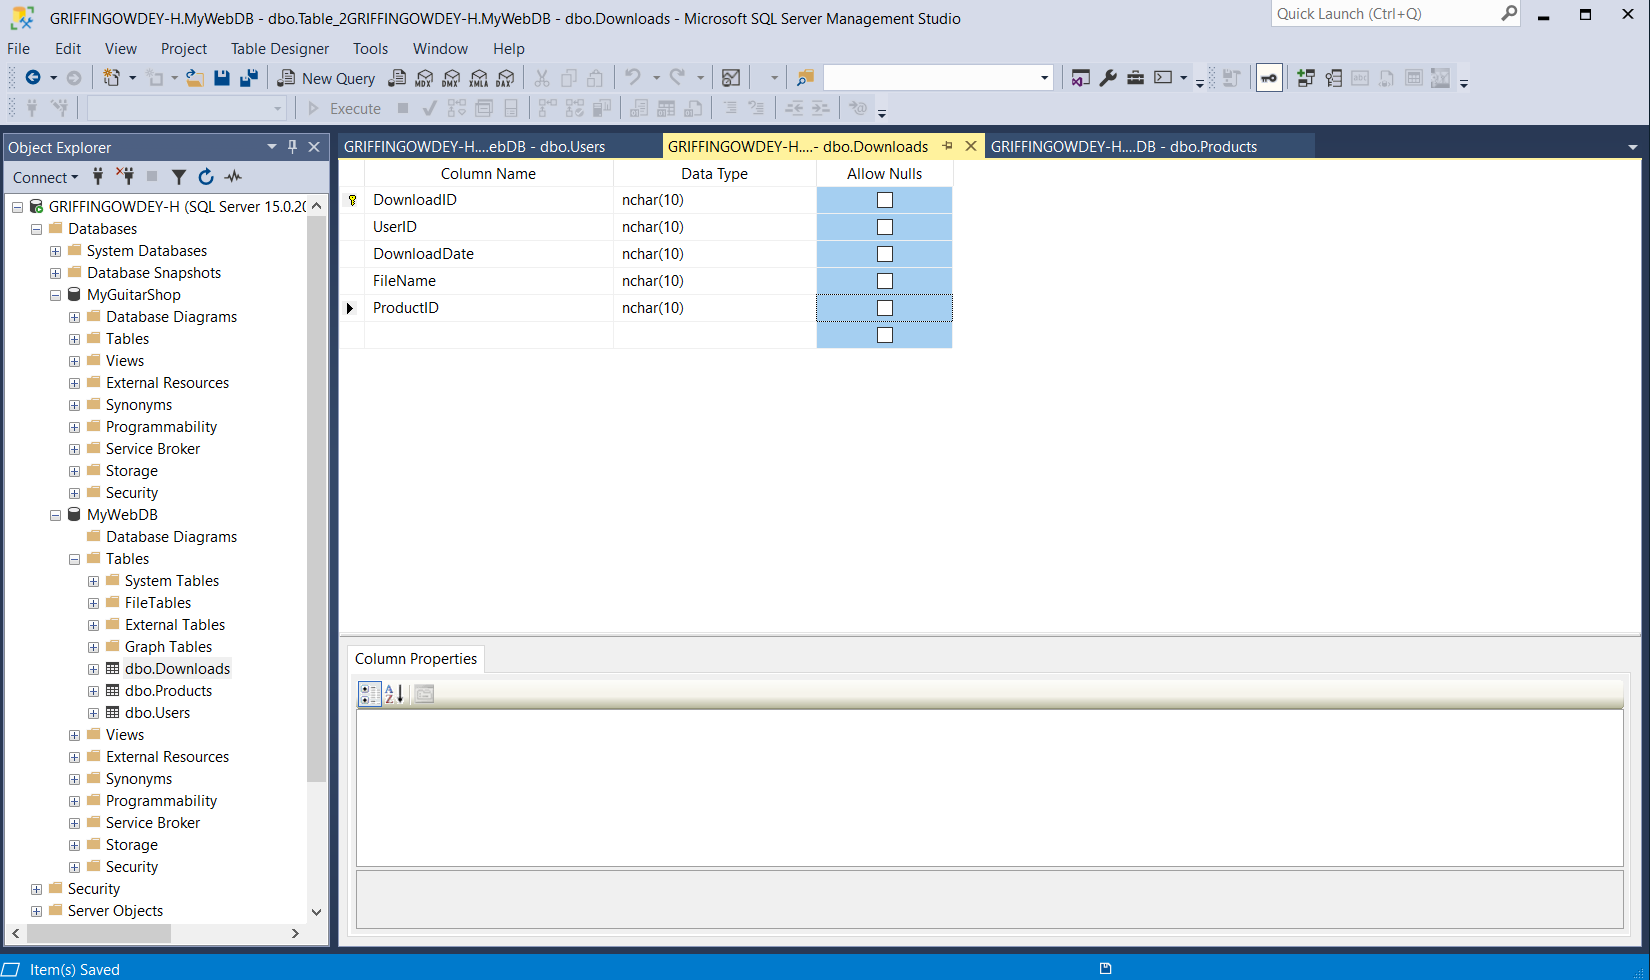 GRIFFINGOWDEY-H.MyWebDB - dbo.Table_2GRIFFINGOWDEY-H.MyWebDB - dbo.Downloads - Microsoft SQL Server Management Studio
Quick Launch (Ctrl+Q)
File Edit View Project Table Designer Tools Window Help
New Query MDX DMX XMLA DAX
Execute
Object Explorer
GRIFFINGOWDEY-H....ebDB - dbo.Users GRIFFINGOWDEY-H....- dbo.Downloads GRIFFINGOWDEY-H....DB - dbo.Products
Connect
GRIFFINGOWDEY-H (SQL Server 15.0.20
Databases
System Databases
Database Snapshots
MyGuitarShop
Database Diagrams
Tables
Views
External Resources
Synonyms
Programmability
Service Broker
Storage
Security
MyWebDB
Database Diagrams
Tables
System Tables
FileTables
External Tables
Graph Tables
dbo.Downloads
dbo.Products
dbo.Users
Views
External Resources
Synonyms
Programmability
Service Broker
Storage
Security
Security
Server Objects
Column Name Data Type Allow Nulls
DownloadID nchar(10)
UserID nchar(10)
DownloadDate nchar(10)
FileName nchar(10)
ProductID nchar(10)
Column Properties
Item(s) Saved